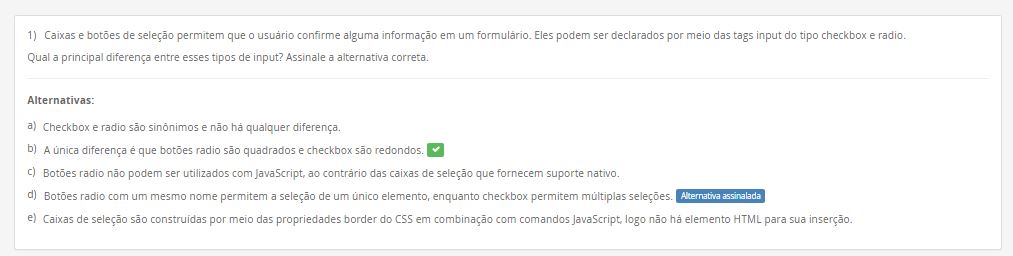 1) Caixas e botões de seleção permitem que o usuário confirme alguma informação em um formulário. Eles podem ser declarados por meio das tags input do tipo checkbox e radio.
Qual a principal diferença entre esses tipos de input? Assinale a alternativa correta.
Alternativas:
a) Checkbox e radio são sinônimos e não há qualquer diferença.
b) A única diferença é que botões radio são quadrados e checkbox são redondos.
c) Botões radio não podem ser utilizados com JavaScript, ao contrário das caixas de seleção que fornecem suporte nativo.
d) Botões radio com um mesmo nome permitem a seleção de um único elemento, enquanto checkbox permitem múltiplas seleções. Alternativa assinalada
e) Caixas de seleção são construídas por meio das propriedades border do CSS em combinação com comandos JavaScript, logo não há elemento HTML para sua inserção.